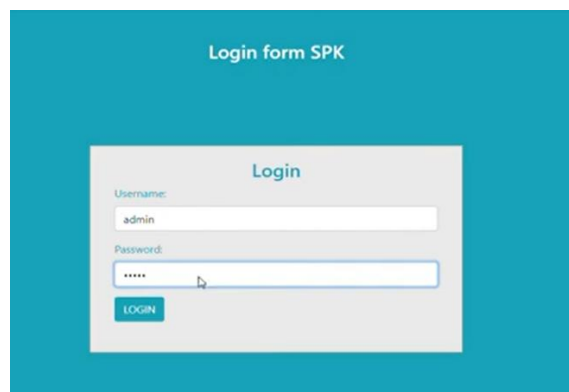 Login form SPK
Login
Username:
admin
Password:
•••••
LOGIN